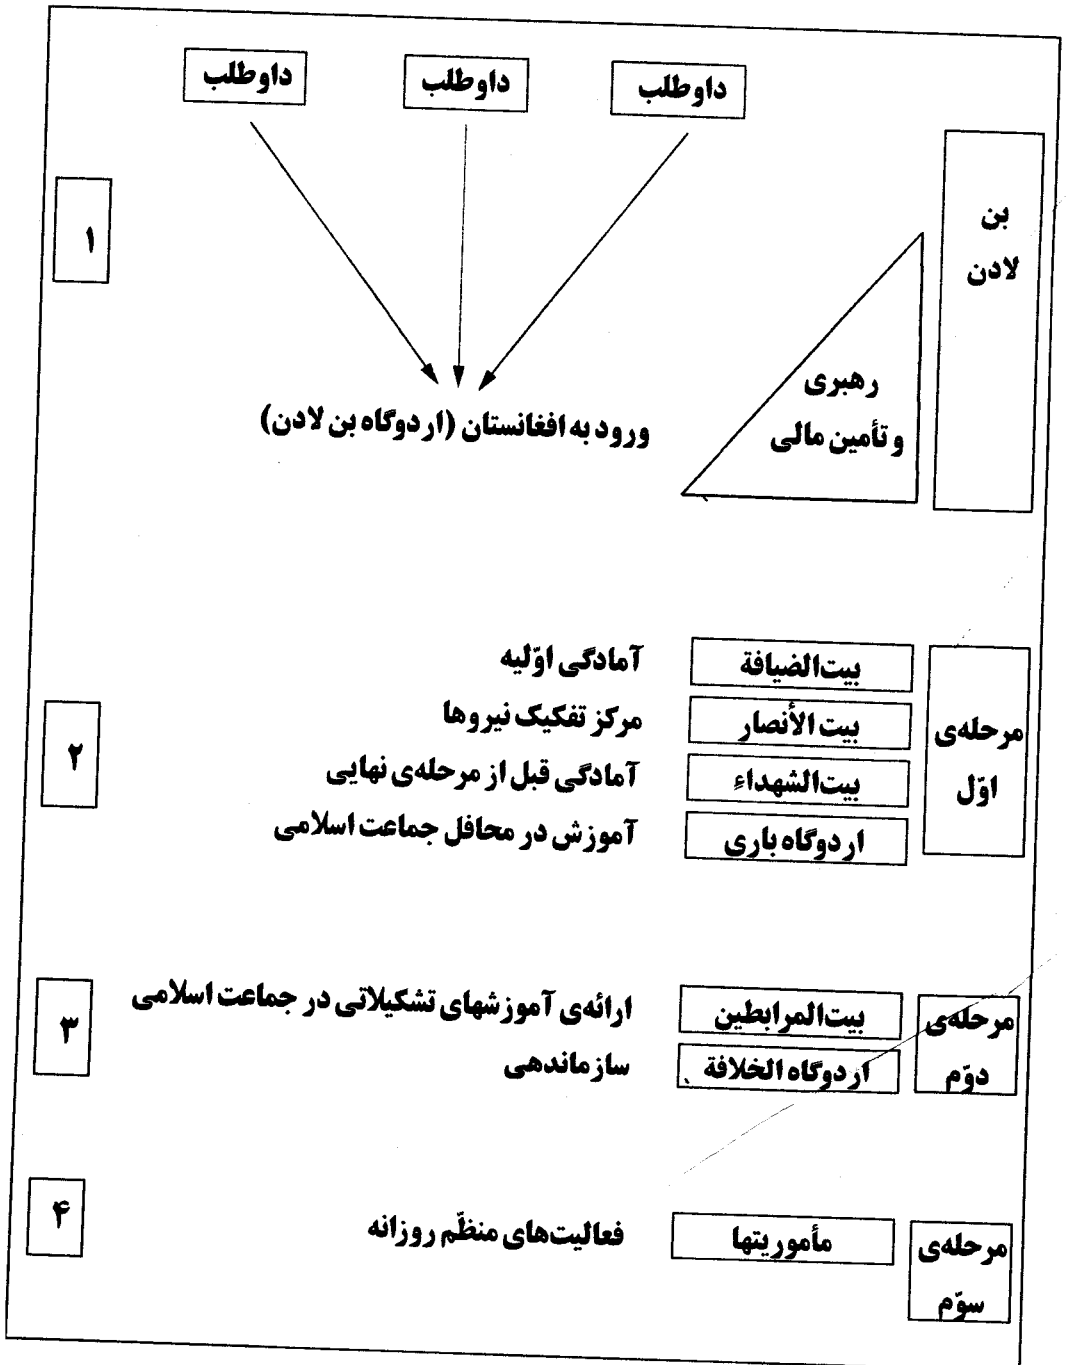 داوطلب
داوطلب
داوطلب
بن
لادن
۱
رهبری
و تأمین مالی
ورود به افغانستان (اردوگاه بن لادن)
مرحله‌ی
اوّل
بیت‌الضیافة
آمادگی اوّلیه
بیت الأنصار
مرکز تفکیک نیروها
بیت‌الشهداءِ
آمادگی قبل از مرحله‌ی نهایی
اردوگاه باری
آموزش در محافل جماعت اسلامی
۲
مرحله‌ی
دوّم
بیت‌المرابطین
ارائه‌ی آموزشهای تشکیلاتی در جماعت اسلامی
اردوگاه الخلافة
سازماندهی
۳
مرحله‌ی
سوّم
مأموریتها
فعالیت‌های منظّم روزانه
۴